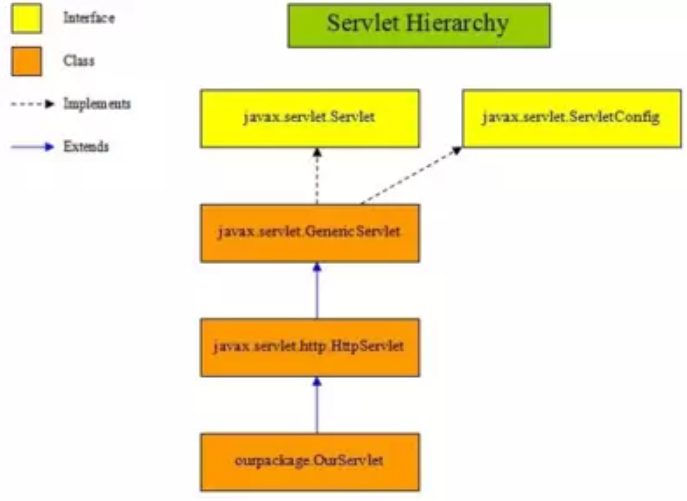 Interface
Servlet Hierarchy
Class
Implements
Extends
javax.servlet.Servlet
javax.servlet.ServletConfig
javax.servlet.GenericServlet
javax.servlet.http.HttpServlet
ourpackage.OurServlet